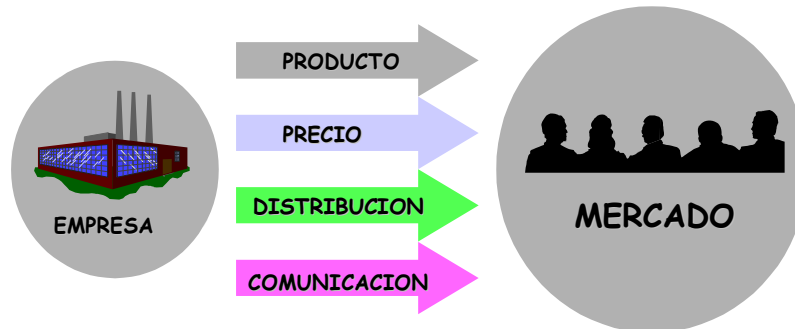 PRODUCTO
PRECIO
DISTRIBUCION
COMUNICACION
EMPRESA
MERCADO